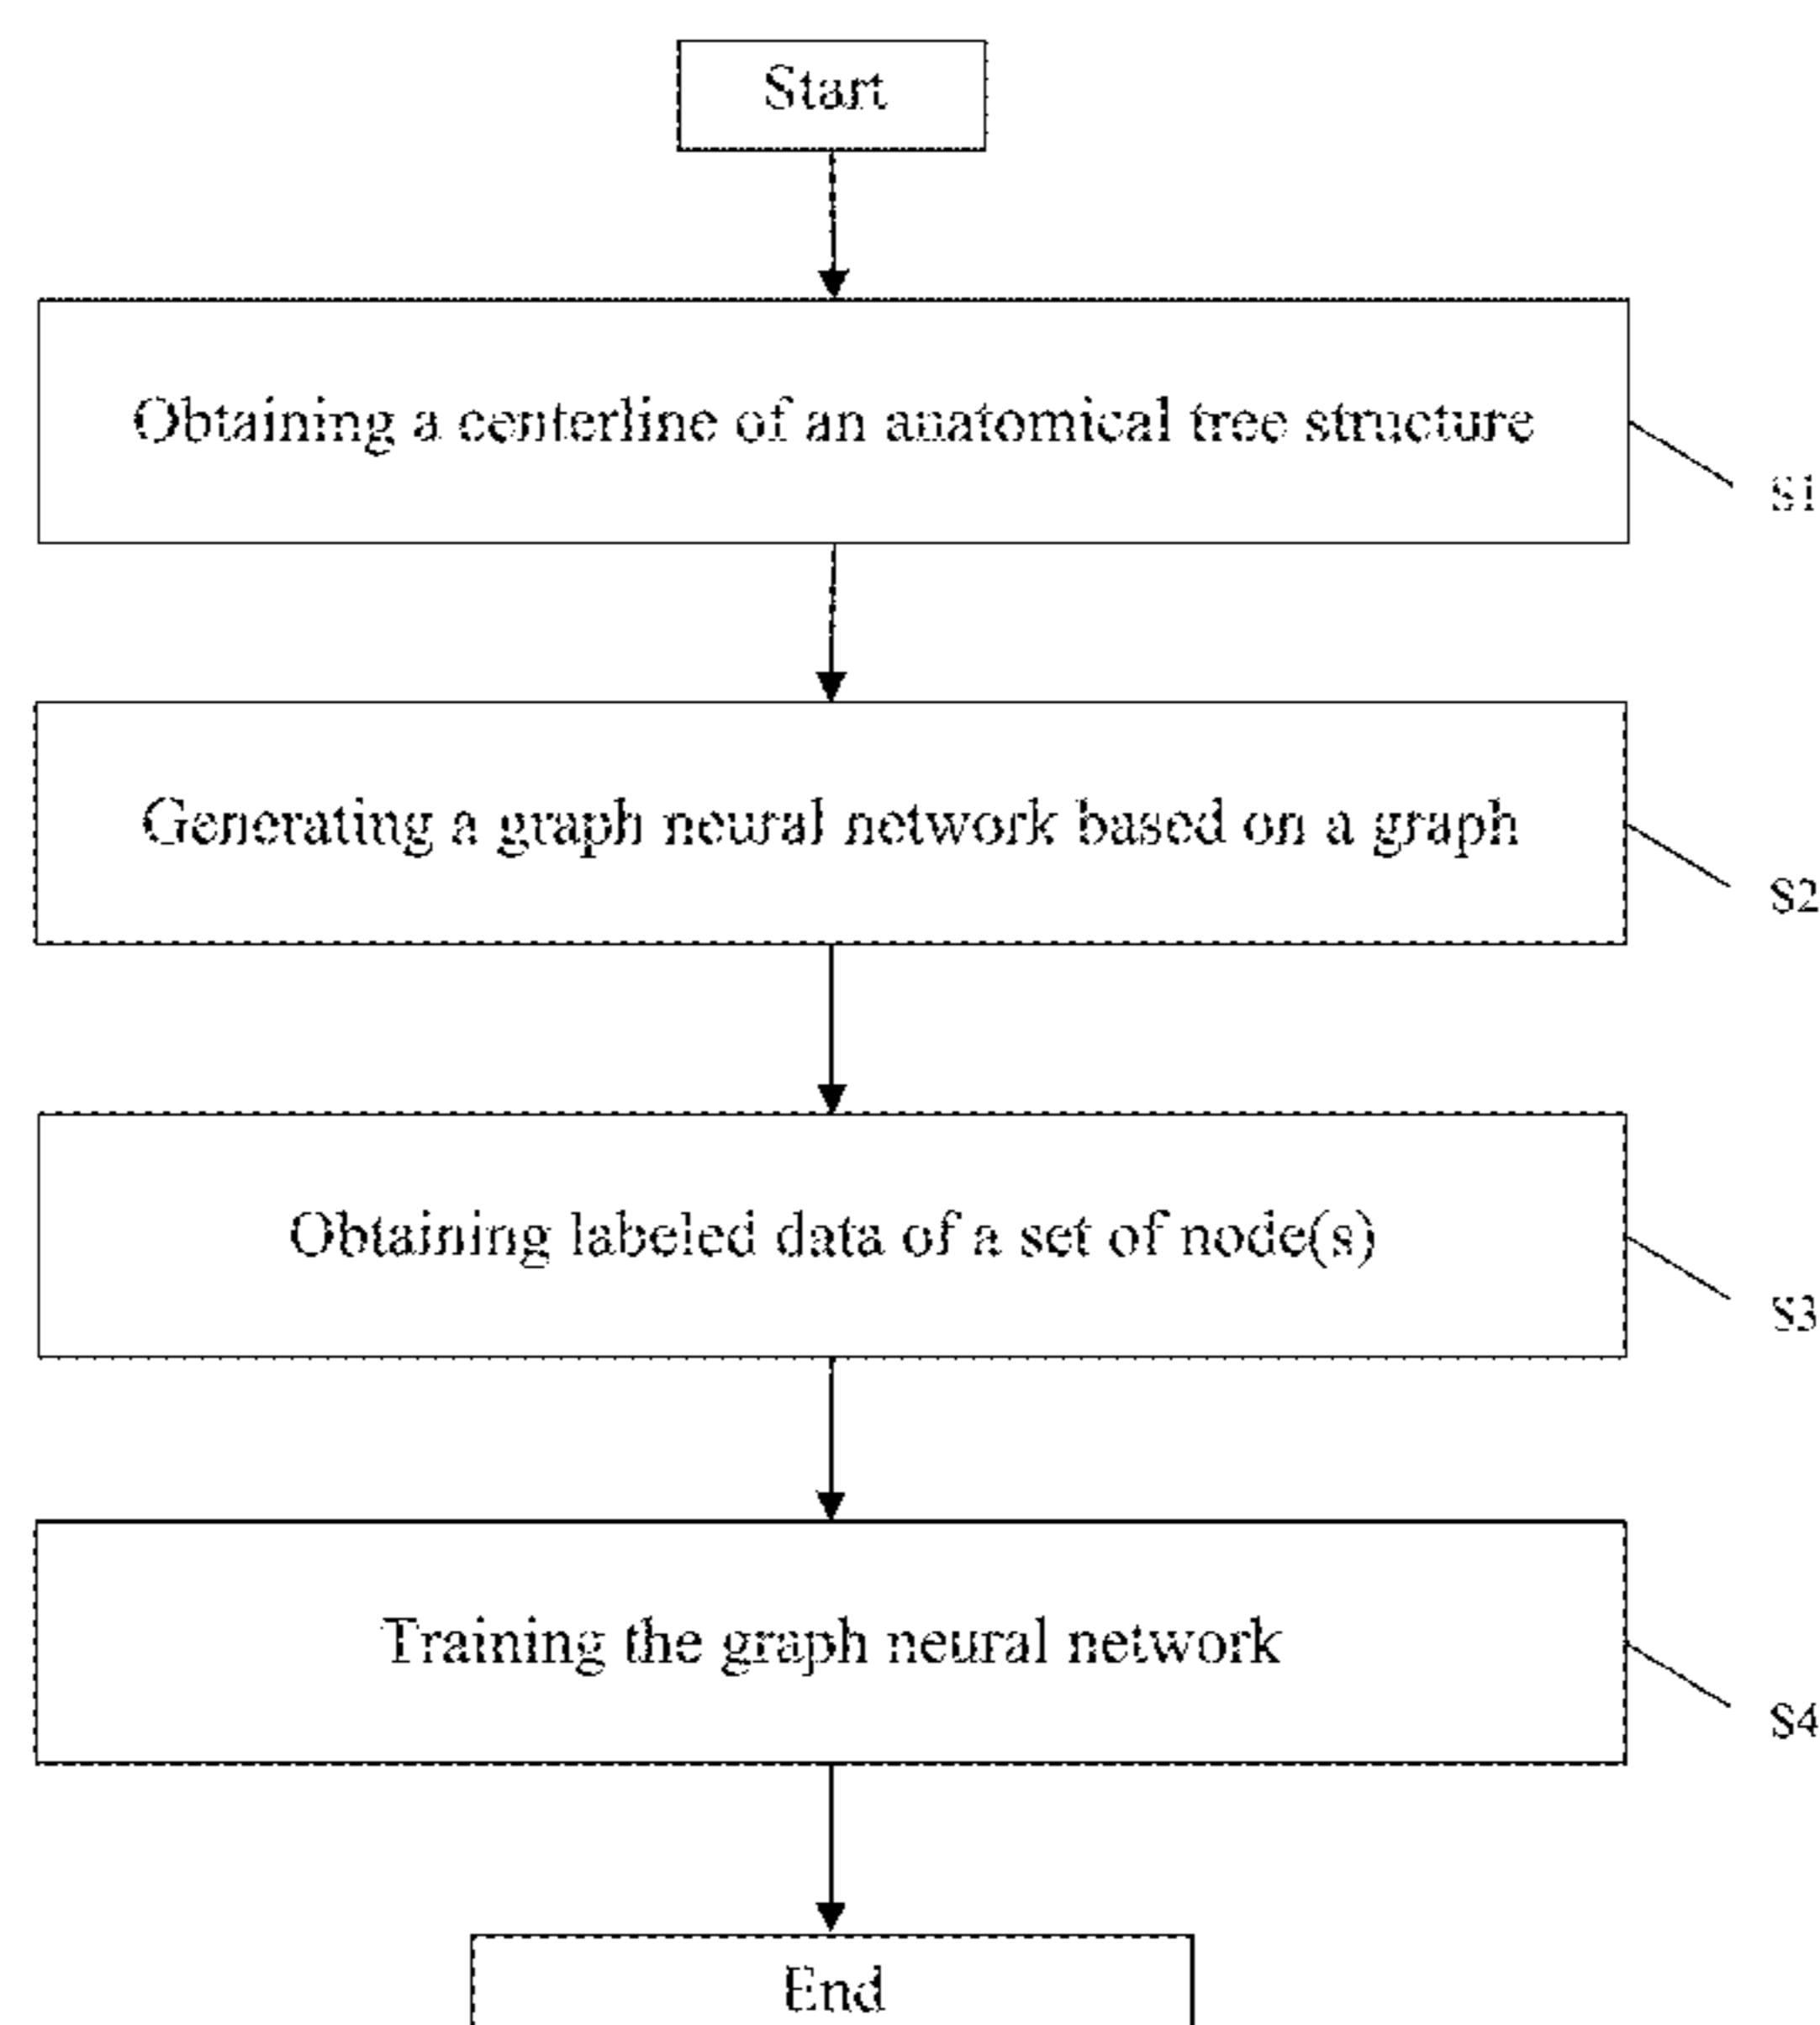 Start
Obtaining a centerline of an anatomical tree structure
S1
Generating a graph neural network based on a graph
S2
Obtaining labeled data of a set of node(s)
S3
Training the graph neural network
S4
End